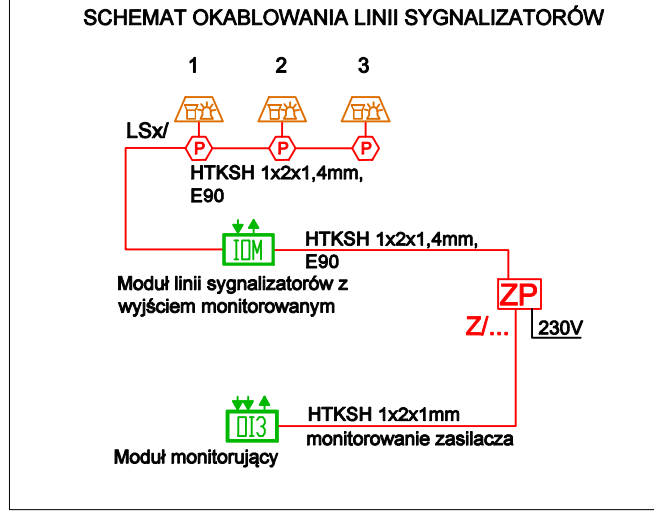 SCHEMAT OKABLOWANIA LINII SYGNALIZATORÓW
1 2 3
LSx/
P P P
HTKSH 1x2x1,4mm,
E90
IOM
HTKSH 1x2x1,4mm,
E90
Moduł linii sygnalizatorów z
wyjściem monitorowanym
ZP
Z/...
230V
OI3
HTKSH 1x2x1mm
monitorowanie zasilacza
Moduł monitorujący